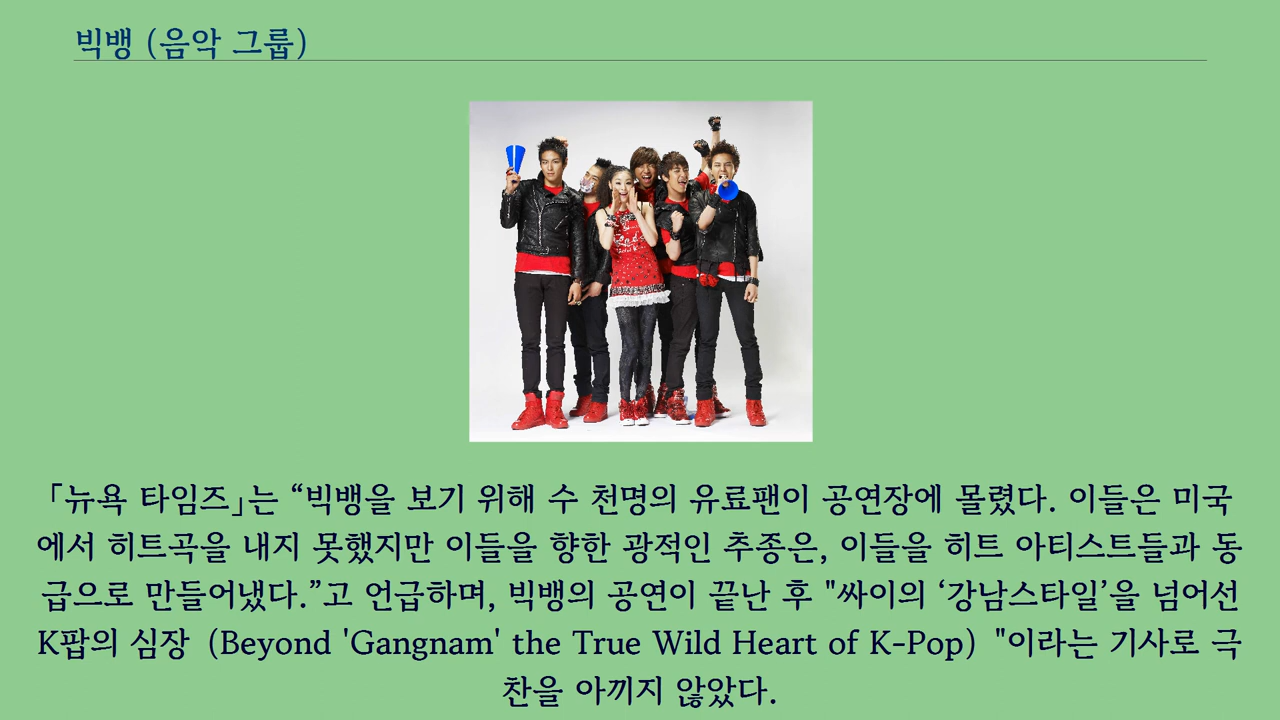 빅뱅 (음악 그룹)
「뉴욕 타임즈」는 “빅뱅을 보기 위해 수 천명의 유료팬이 공연장에 몰렸다. 이들은 미국
에서 히트곡을 내지 못했지만 이들을 향한 광적인 추종은, 이들을 히트 아티스트들과 동
급으로 만들어냈다.”고 언급하며, 빅뱅의 공연이 끝난 후 "싸이의 ‘강남스타일’을 넘어선
K팝의 심장 (Beyond 'Gangnam' the True Wild Heart of K-Pop) "이라는 기사로 극
찬을 아끼지 않았다.